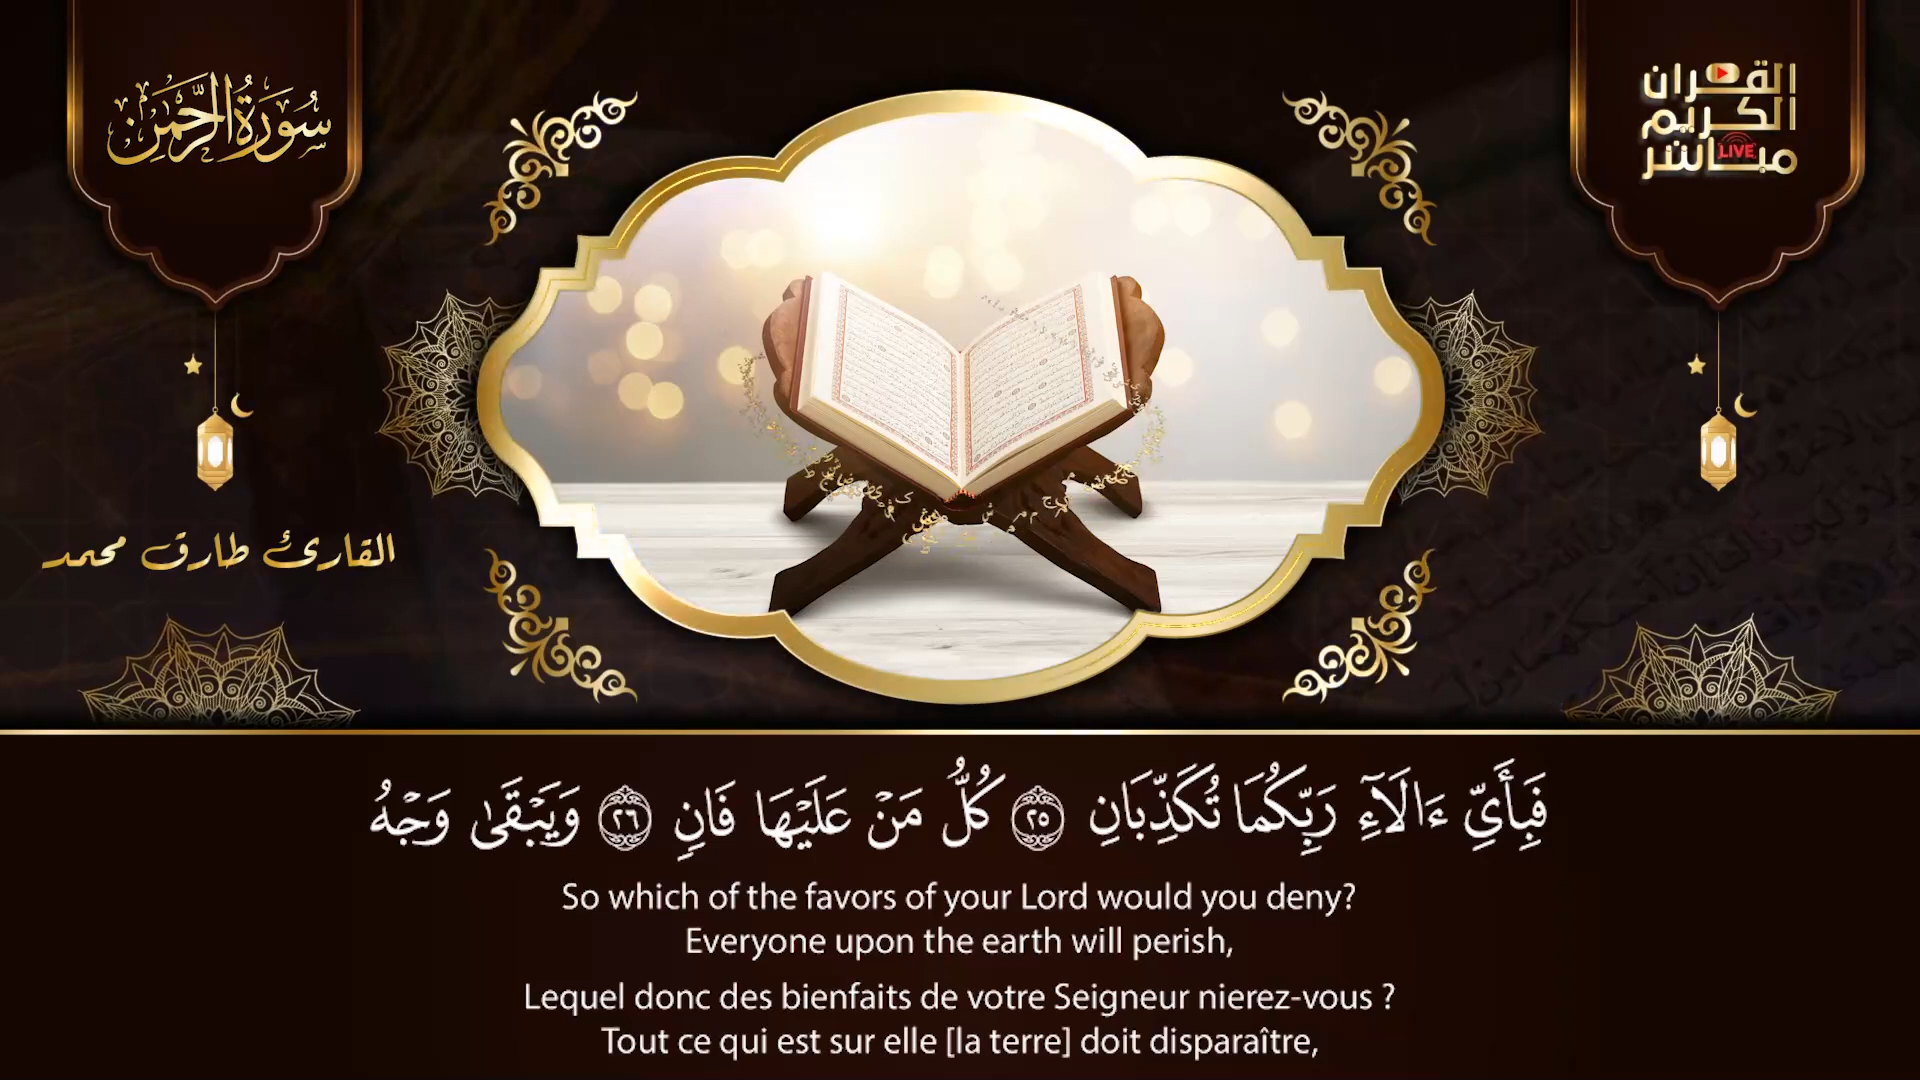 سُورَةُ الرَّحْمَٰن
القرآن
الكريم
مباشر
LIVE
القارئ طارق محمد
فَبِأَيِّ ءَالَآءِ رَبِّكُمَا تُكَذِّبَانِ ٢٥ كُلُّ مَنْ عَلَيْهَا فَانٍ ٢٦ وَيَبْقَىٰ وَجْهُ
So which of the favors of your Lord would you deny?
Everyone upon the earth will perish,
Lequel donc des bienfaits de votre Seigneur nierez-vous ?
Tout ce qui est sur elle [la terre] doit disparaître,